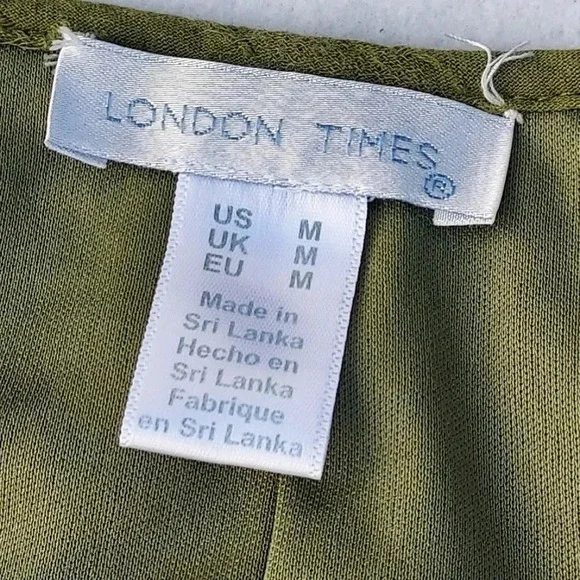 LONDON TIMES®
US M
UK M
EU M
Made in
Sri Lanka
Hecho en
Sri Lanka
Fabrique
en Sri Lanka